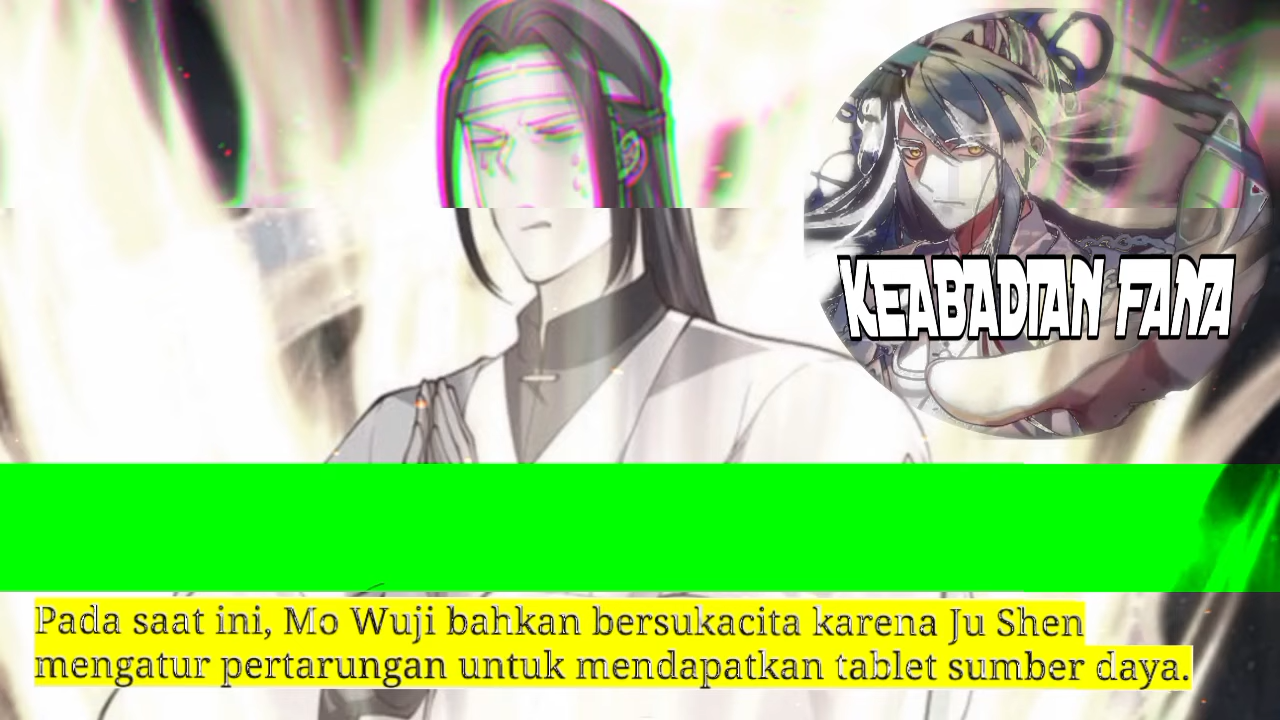 KEABADIAN FANA
Pada saat ini, Mo Wuji bahkan bersukacita karena Ju Shen
mengatur pertarungan untuk mendapatkan tablet sumber daya.